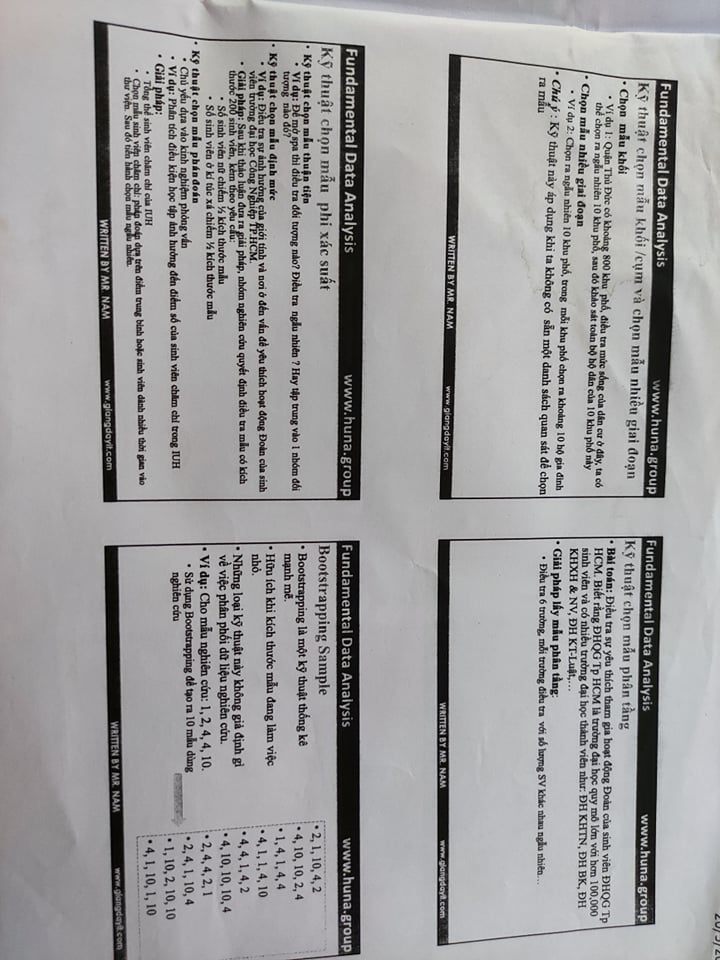 Fundamental Data Analysis www.huna.group
Kỹ thuật chọn mẫu khối /cụm và chọn mẫu nhiều giai đoạn
• Chọn mẫu khối
• Ví dụ 1: Quận Thủ Đức có khoảng 800 khu phố, điều tra mức sống của dân cư ở đây, ta có
thể chọn ra ngẫu nhiên 10 khu phố, sau đó khảo sát toàn bộ hộ dân của 10 khu phố này
• Chọn mẫu nhiều giai đoạn
• Ví dụ 2: Chọn ra ngẫu nhiên 10 khu phố, trong mỗi khu phố chọn ra khoảng 10 hộ gia đình
• Chú ý : Kỹ thuật này áp dụng khi ta không có sẵn một danh sách quan sát để chọn
ra mẫu
WRITTEN BY MR. NAM www.giangdayit.com
Fundamental Data Analysis www.huna.group
Kỹ thuật chọn mẫu phân tầng
• Bài toán: Điều tra sự yêu thích tham gia hoạt động Đoàn của sinh viên ĐHQG Tp
HCM. Biết rằng ĐHQG Tp HCM là trường đại học quy mô lớn với hơn 100,000
sinh viên và có nhiều trường đại học thành viên như: ĐH KHTN, ĐH BK, ĐH
KHXH & NV, ĐH KT-Luật,…
• Giải pháp lấy mẫu phân tầng:
• Điều tra 6 trường, mỗi trường điều tra với số lượng SV khác nhau ngẫu nhiên…
WRITTEN BY MR. NAM www.giangdayit.com
Fundamental Data Analysis www.huna.group
Kỹ thuật chọn mẫu phi xác suất
• Kỹ thuật chọn mẫu thuận tiện
• Ví dụ: Để mở spa thì điều tra đối tượng nào? Điều tra ngẫu nhiên ? Hay tập trung vào 1 nhóm đối
tượng nào đó?
• Kỹ thuật chọn mẫu định mức
• Ví dụ: Điều tra sự ảnh hưởng của giới tính và nơi ở đến vấn đề yêu thích hoạt động Đoàn của sinh
viên trường đại học Công Nghiệp TP.HCM
• Giải pháp: Sau khi thảo luận đưa ra giải pháp, nhóm nghiên cứu quyết định điều tra mẫu có kích
thước 200 sinh viên, kèm theo yêu cầu:
Số sinh viên nữ chiếm ½ kích thước mẫu
• Số sinh viên ở kí túc xá chiếm ½ kích thước mẫu
• Kỹ thuật chọn mẫu phán đoán
• Chủ yếu dựa vào kinh nghiệm phỏng vấn
• Ví dụ: Phân tích điều kiện học tập ảnh hưởng đến điểm số của sinh viên chăm chỉ trong IUH
• Giải pháp:
• Tổng thể sinh viên chăm chỉ của IUH
• Chọn mẫu sinh viên chăm chỉ phán đoán dựa trên điểm trung bình hoặc sinh viên dành nhiều thời gian vào
thư viện. Sau đó tiến hành chọn mẫu ngẫu nhiên.
WRITTEN BY MR. NAM www.giangdayit.com
Fundamental Data Analysis www.huna.group
Bootstrapping Sample
• Bootstrapping là một kỹ thuật thống kê
mạnh mẽ.
• Hữu ích khi kích thước mẫu đang làm việc
nhỏ.
• Những loại kỹ thuật này không giả định gì
về việc phân phối dữ liệu nghiên cứu.
• Ví dụ: Cho mẫu nghiên cứu: 1, 2, 4, 4, 10.
• Sử dụng Bootstrapping để tạo ra 10 mẫu dùng
nghiên cứu
• 2, 1, 10, 4, 2
• 4, 10, 10, 2, 4
• 1, 4, 1, 4, 4
• 4, 1, 1, 4, 10
• 4, 4, 1, 4, 2
• 4, 10, 10, 10, 4
• 2, 4, 4, 2, 1
• 2, 4, 1, 10, 4
• 1, 10, 2, 10, 10
• 4, 1, 10, 1, 10
WRITTEN BY MR. NAM www.giangdayit.com